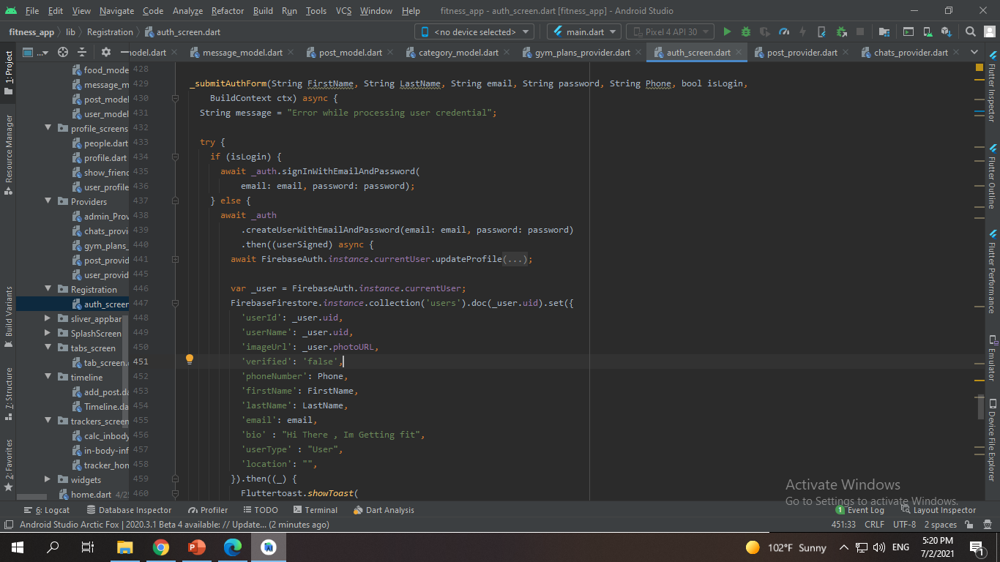 File Edit View Navigate Code Analyze Refactor Build Run Tools VCS Window Help fitness_app - auth_screen.dart [fitness_app] - Android Studio
fitness_app lib Registration auth_screen.dart <no device selected> main.dart Pixel 4 API 30
1: Project
Resource Manager
Build Variants
7: Structure
2: Favorites
...
nodel.dart message_model.dart post_model.dart category_model.dart gym_plans_provider.dart auth_screen.dart post_provider.dart chats_provider.dart
food_mode
message_m
post_model
user_model
profile_screens
people.dart
profile.dart
show_frienc
user_profile
Providers
admin_Prov
chats_provi
gym_plans_
post_provid
user_provid
Registration
auth_screer
sliver_appbar
SplashScreen
tabs_screen
tab_screen.c
timeline
add_post.da
Timeline.da
trackers_screen
calc_inbody
in-body-inf
tracker_hon
widgets
home.dart 4/25
428
429 _submitAuthForm(String FirstName, String LastName, String email, String password, String Phone, bool isLogin,
430 BuildContext ctx) async {
431 String message = "Error while processing user credential";
432
433 try {
434 if (isLogin) {
435 await _auth.signInWithEmailAndPassword(
436 email: email, password: password);
437 } else {
438 await _auth
439 .createUserWithEmailAndPassword(email: email, password: password)
440 .then((userSigned) async {
441 await FirebaseAuth.instance.currentUser.updateProfile(...);
445
446 var _user = FirebaseAuth.instance.currentUser;
447 FirebaseFirestore.instance.collection('users').doc(_user.uid).set({
448 'userId': _user.uid,
449 'userName': _user.uid,
450 'imageUrl': _user.photoURL,
451 'verified': 'false',
452 'phoneNumber': Phone,
453 'firstName': FirstName,
454 'lastName': LastName,
455 'email': email,
456 'bio' : "Hi There , Im Getting fit",
457 'userType' : "User",
458 'location': "",
459 }).then((_) {
460 Fluttertoast.showToast(
Flutter Inspector
Flutter Outline
Flutter Performance
Emulator
Device File Explorer
Activate Windows
Go to Settings to activate Windows.
6: Logcat Database Inspector Profiler TODO Terminal Dart Analysis 1 Event Log Layout Inspector
Android Studio Arctic Fox | 2020.3.1 Beta 4 available: // Update... (2 minutes ago) 451:33 CRLF UTF-8 2 spaces
102°F Sunny ENG 5:20 PM
7/2/2021
1